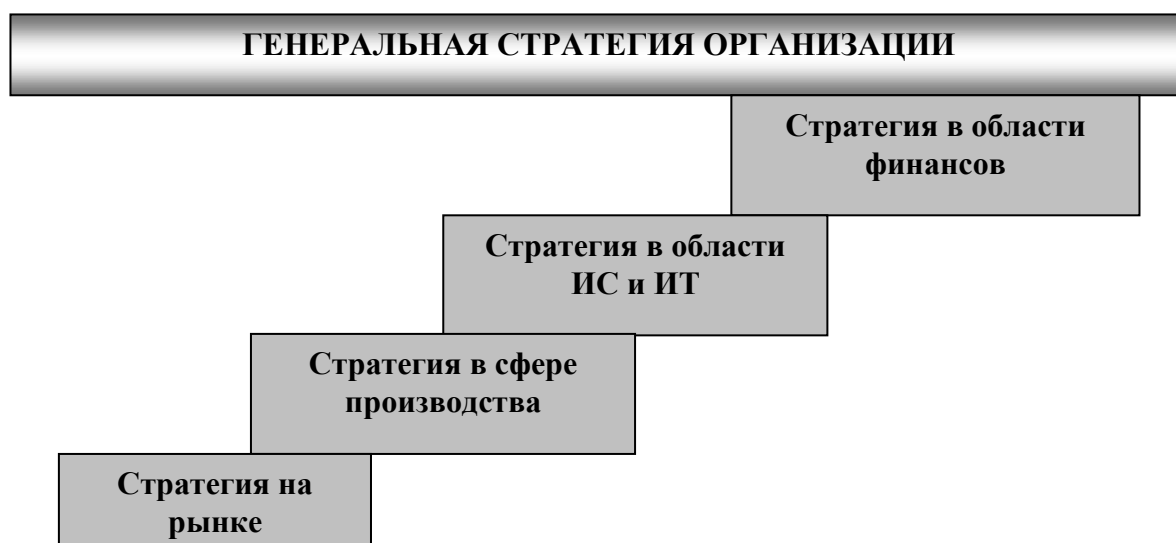 ГЕНЕРАЛЬНАЯ СТРАТЕГИЯ ОРГАНИЗАЦИИ
Стратегия в области
финансов
Стратегия в области
ИС и ИТ
Стратегия в сфере
производства
Стратегия на
рынке